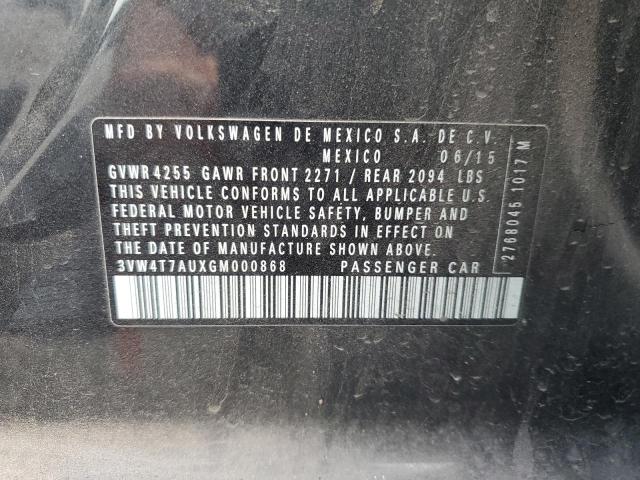 MFD BY VOLKSWAGEN DE MEXICO S.A. DE C.V
MEXICO 06/15
GVWR 4255 GAWR FRONT 2271 / REAR 2094 LBS
THIS VEHICLE CONFORMS TO ALL APPLICABLE U.S.
FEDERAL MOTOR VEHICLE SAFETY, BUMPER AND
THEFT PREVENTION STANDARDS IN EFFECT ON
THE DATE OF MANUFACTURE SHOWN ABOVE.
3VW4T7AUXGM000868 PASSENGER CAR
2768045 1017 M